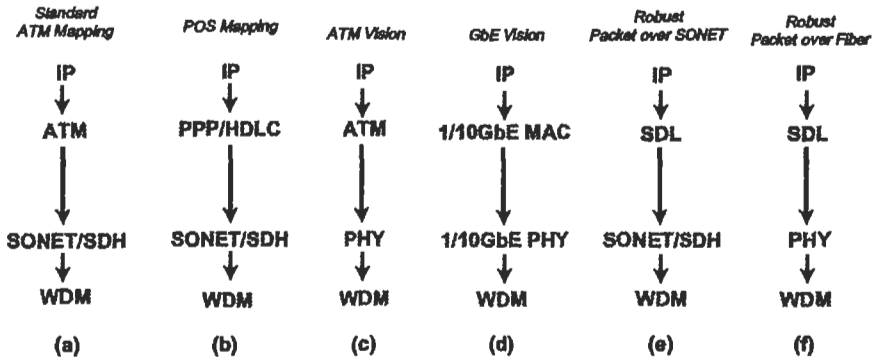 Standard
ATM Mapping
POS Mapping
ATM Vision
GbE Vision
Robust
Packet over SONET
Robust
Packet over Fiber
IP
IP
IP
IP
IP
IP
ATM
PPP/HDLC
ATM
1/10GbE MAC
SDL
SDL
SONET/SDH
SONET/SDH
PHY
1/10GbE PHY
SONET/SDH
PHY
WDM
WDM
WDM
WDM
WDM
WDM
(a)
(b)
(c)
(d)
(e)
(f)